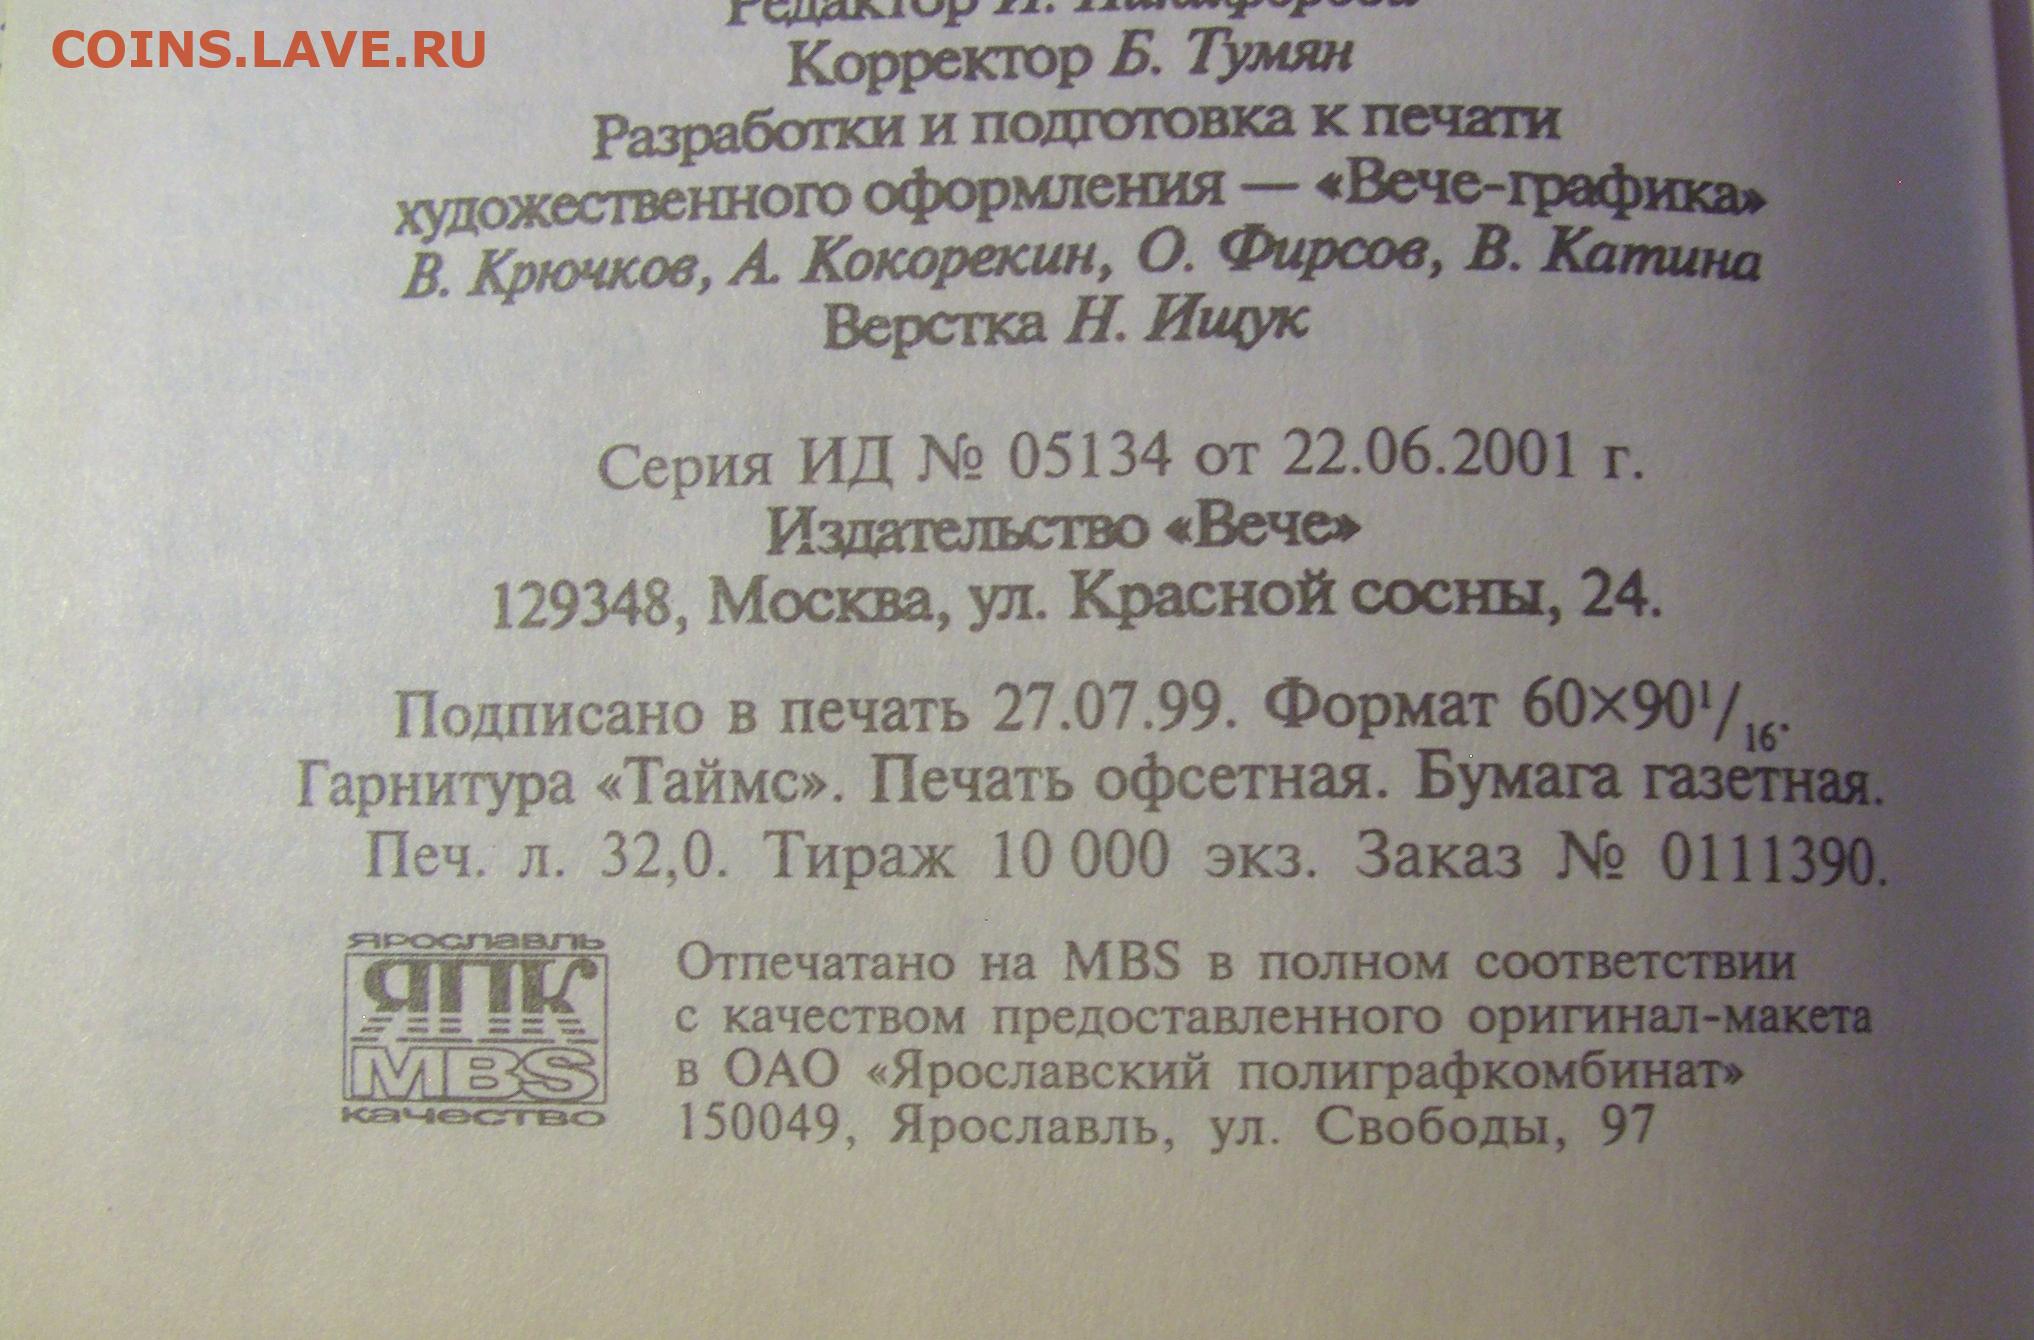 COINS.LAVE.RU
Редактор И.
Корректор Б. Тумян
Разработки и подготовка к печати
художественного оформления — «Вече-графика»
В. Крючков, А. Кокорекин, О. Фирсов, В. Катина
Верстка Н. Ищук
Серия ИД № 05134 от 22.06.2001 г.
Издательство «Вече»
129348, Москва, ул. Красной сосны, 24.
Подписано в печать 27.07.99. Формат 60×90¹/₁₆.
Гарнитура «Таймс». Печать офсетная. Бумага газетная.
Печ. л. 32,0. Тираж 10 000 экз. Заказ № 0111390.
ЯРОСЛАВЛЬ
ЯПК
MBS
качество
Отпечатано на MBS в полном соответствии
с качеством предоставленного оригинал-макета
в ОАО «Ярославский полиграфкомбинат»
150049, Ярославль, ул. Свободы, 97